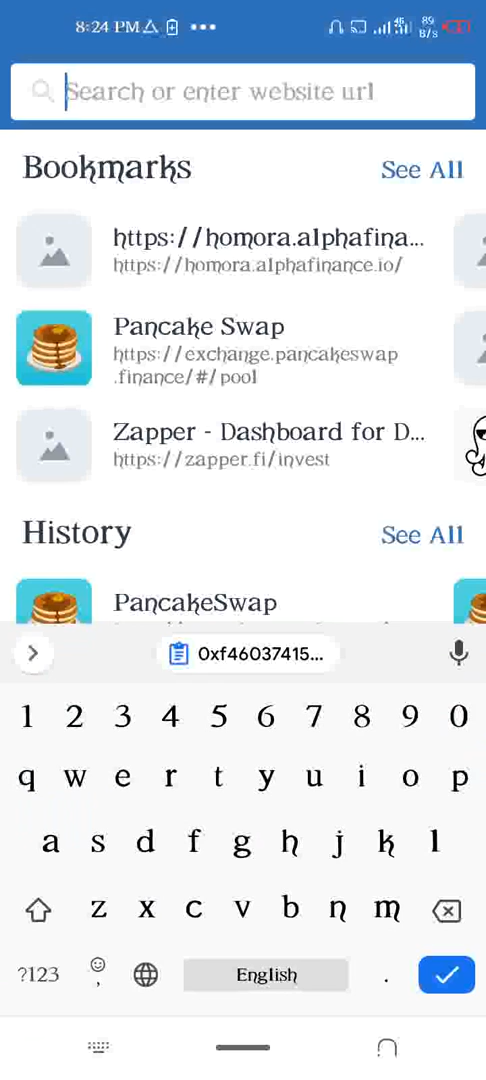 8:24 PM
4G
89
B/s
Search or enter website url
Bookmarks
See All
https://homora.alphafina...
https://homora.alphafinance.io/
Pancake Swap
https://exchange.pancakeswap
.finance/#/pool
Zapper - Dashboard for D...
https://zapper.fi/invest
History
See All
PancakeSwap
0xf46037415...
1 2 3 4 5 6 7 8 9 0
q w e r t y u i o p
a s d f g h j k l
z x c v b n m
?123 , English .